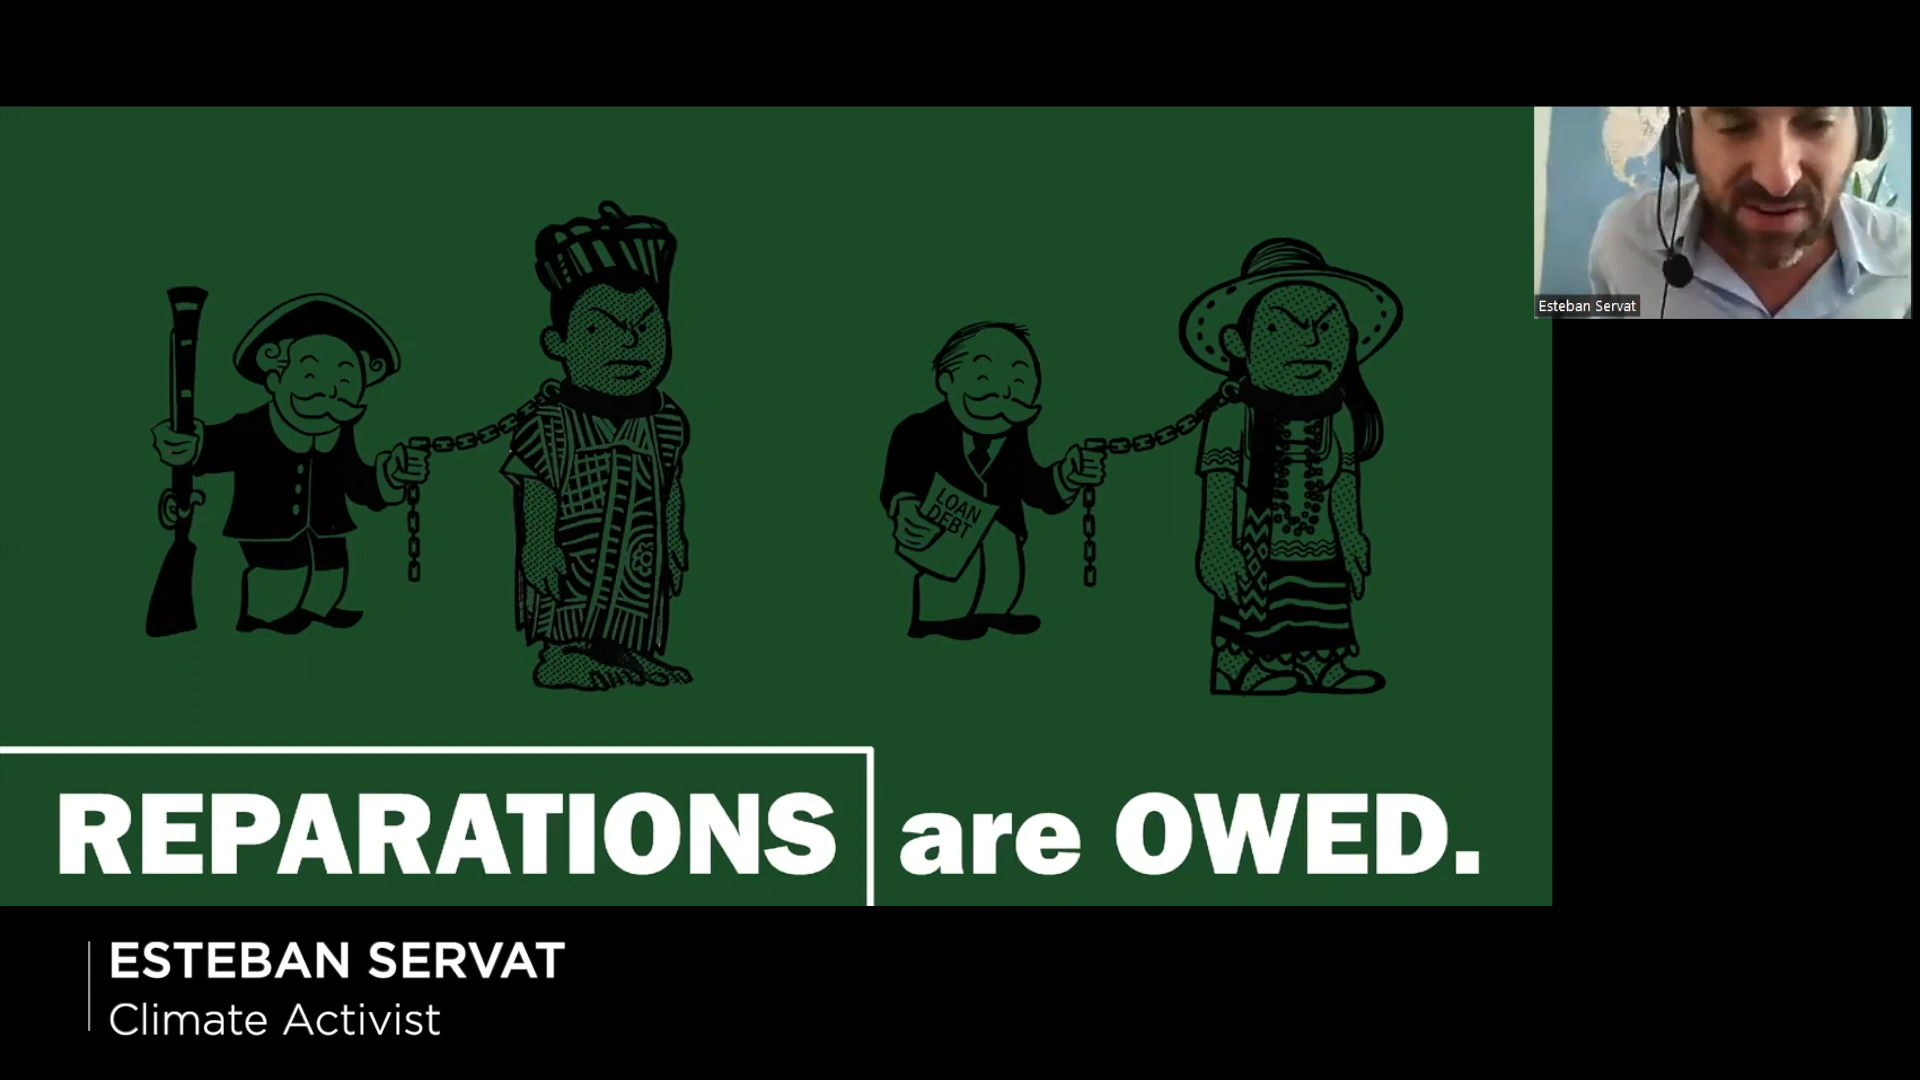 Esteban Servat
LOAN
DEBT
REPARATIONS are OWED.
ESTEBAN SERVAT
Climate Activist